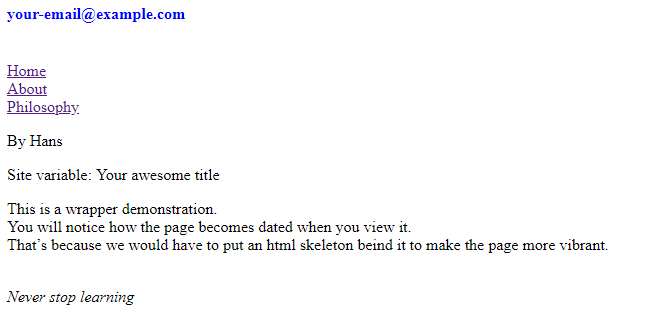 your-email@example.com
Home
About
Philosophy
By Hans
Site variable: Your awesome title
This is a wrapper demonstration.
You will notice how the page becomes dated when you view it.
That’s because we would have to put an html skeleton beind it to make the page more vibrant.
Never stop learning